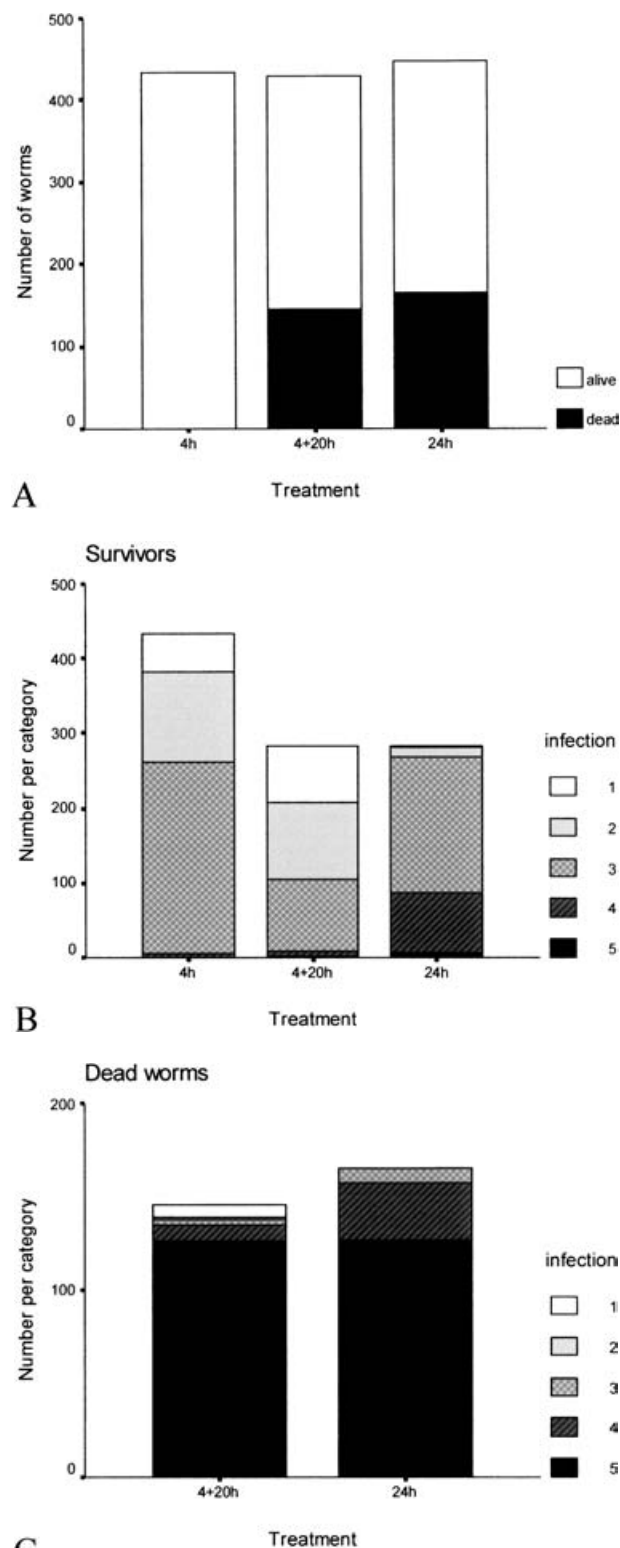 500
400
300
200
100
0
Number of worms
4h 4+20h 24h
alive
dead
Treatment
A
Survivors
500
400
300
200
100
0
Number per category
infection
1
2
3
4
5
4h 4+20h 24h
Treatment
B
Dead worms
200
100
0
Number per category
infection
1
2
3
4
5
4+20h 24h
Treatment